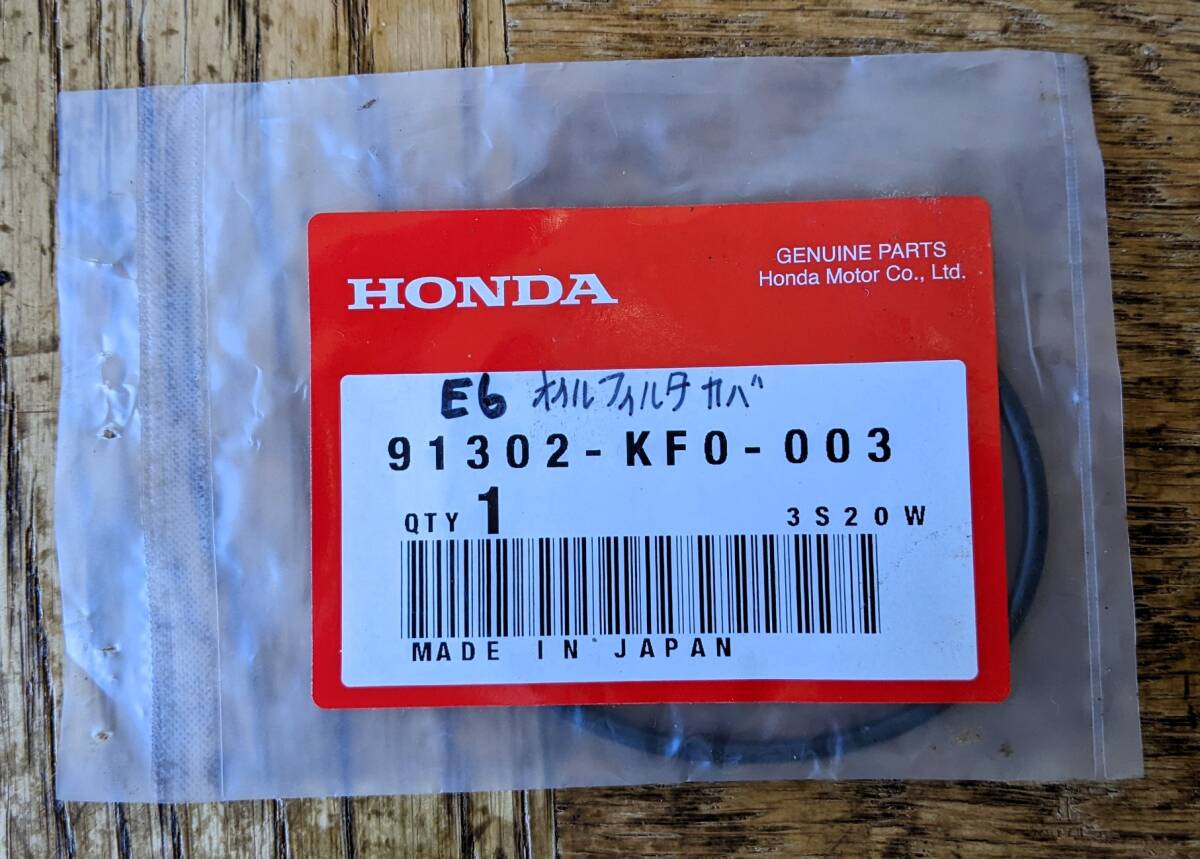 HONDA
GENUINE PARTS
Honda Motor Co., Ltd.
E6 オイルフィルタ カバ
91302-KF0-003
QTY 1 3S20W
MADE IN JAPAN